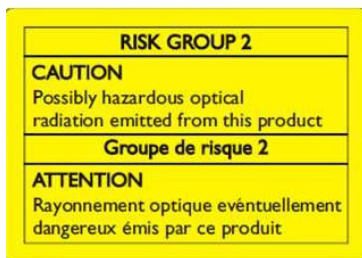 RISK GROUP 2
CAUTION
Possibly hazardous optical
radiation emitted from this product
Groupe de risque 2
ATTENTION
Rayonnement optique evéntuellement
dangereux émis par ce produit